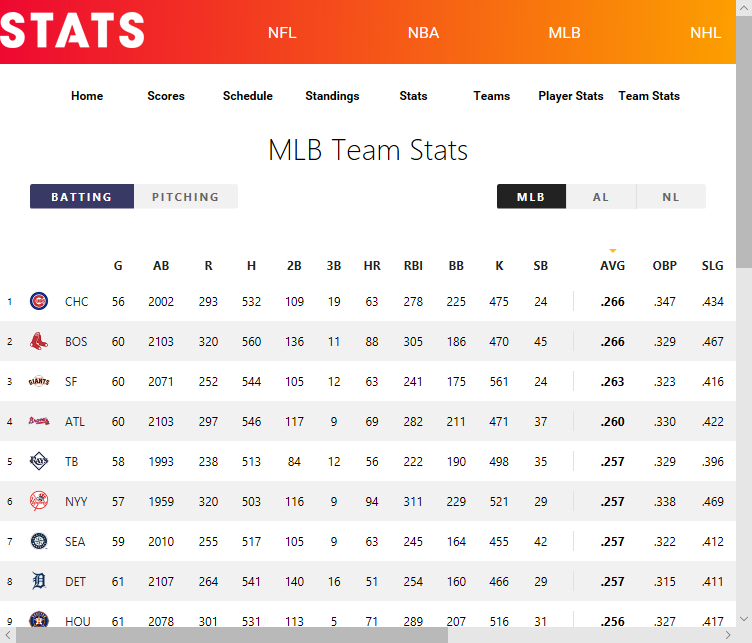 STATS NFL NBA MLB NHL
Home Scores Schedule Standings Stats Teams Player Stats Team Stats
MLB Team Stats
BATTING PITCHING MLB AL NL
G AB R H 2B 3B HR RBI BB K SB AVG OBP SLG
1 CHC 56 2002 293 532 109 19 63 278 225 475 24 .266 .347 .434
2 BOS 60 2103 320 560 136 11 88 305 186 470 45 .266 .329 .467
3 GIANTS SF 60 2071 252 544 105 12 63 241 175 561 24 .263 .323 .416
4 Braves ATL 60 2103 297 546 117 9 69 282 211 471 37 .260 .330 .422
5 RAYS TB 58 1993 238 513 84 12 56 222 190 498 35 .257 .329 .396
6 NYY 57 1959 320 503 116 9 94 311 229 521 29 .257 .338 .469
7 SEA 59 2010 255 517 105 9 63 245 164 455 42 .257 .322 .412
8 DET 61 2107 264 541 140 16 51 254 160 466 29 .257 .315 .411
9 HOU 61 2078 301 531 113 5 71 289 207 516 31 .256 .327 .417